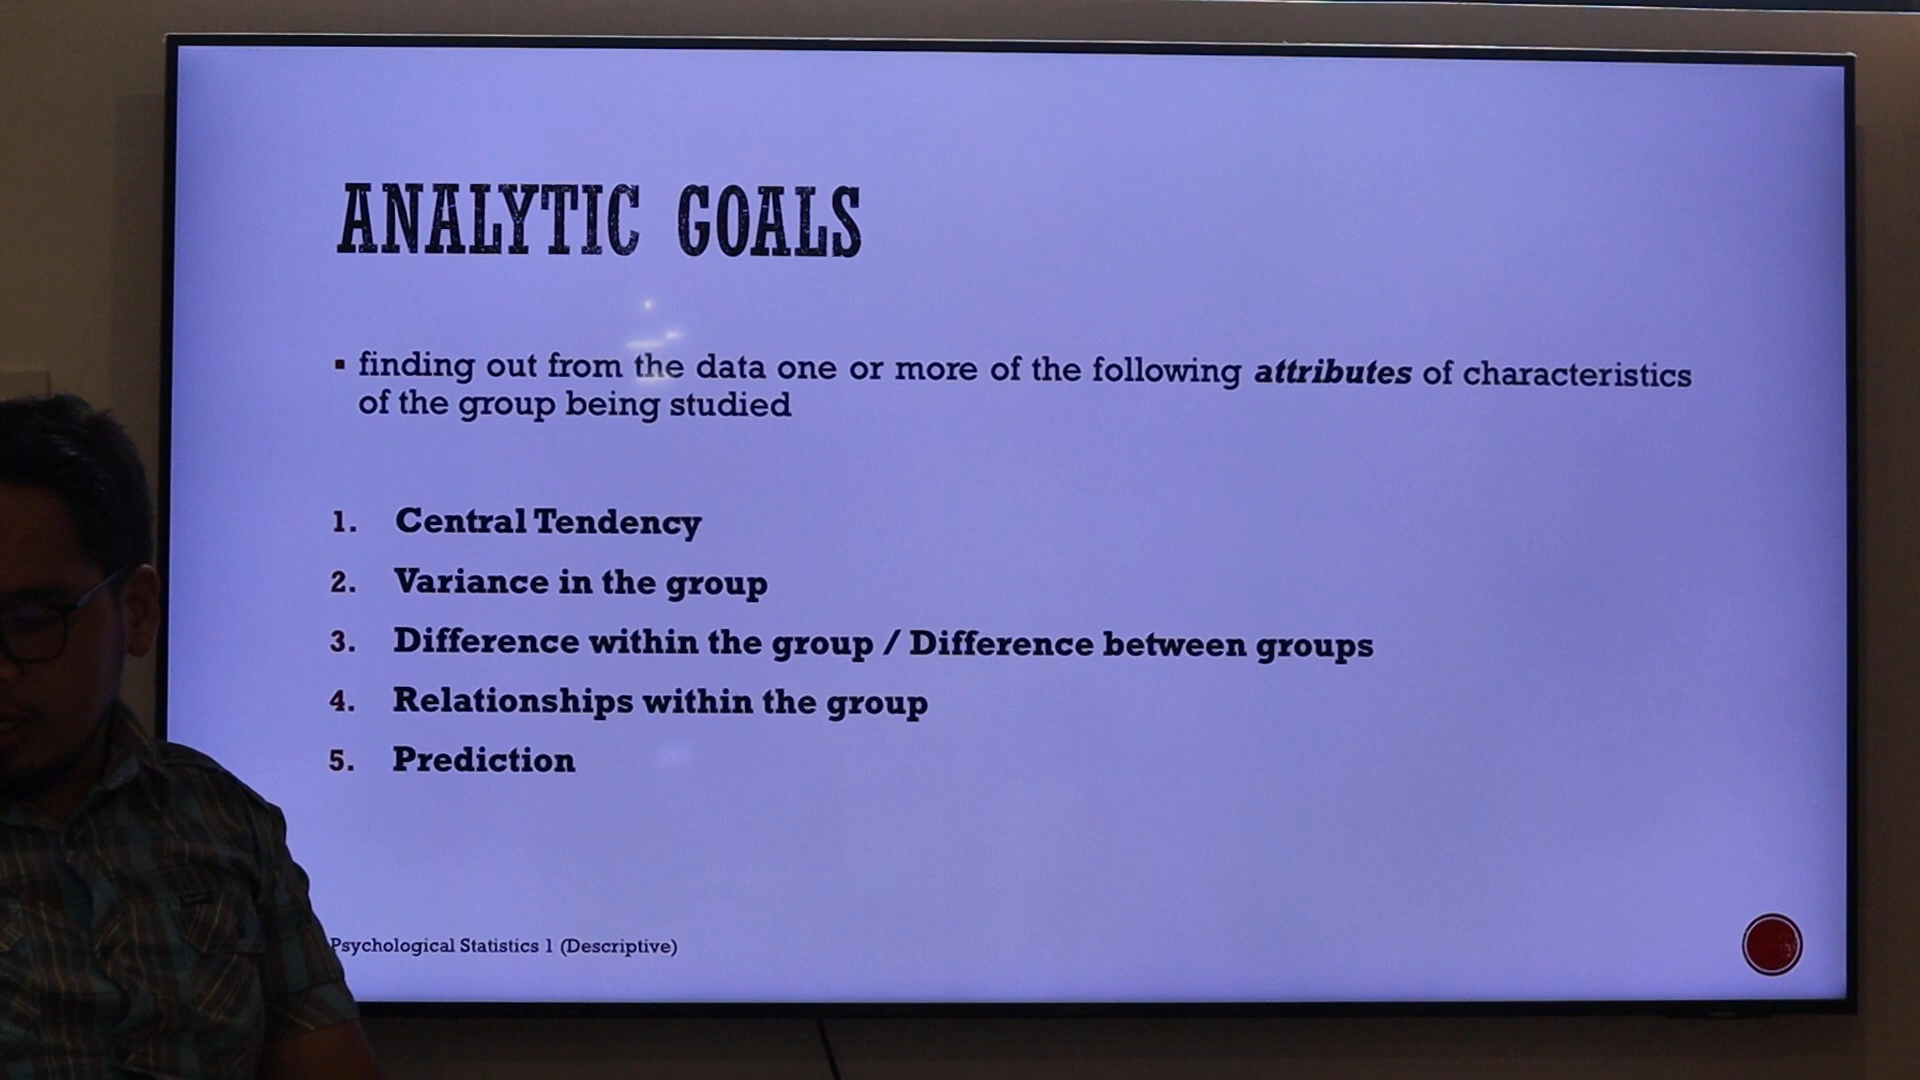 ANALYTIC GOALS
▪ finding out from the data one or more of the following attributes of characteristics
of the group being studied
1. Central Tendency
2. Variance in the group
3. Difference within the group / Difference between groups
4. Relationships within the group
5. Prediction
Psychological Statistics 1 (Descriptive)